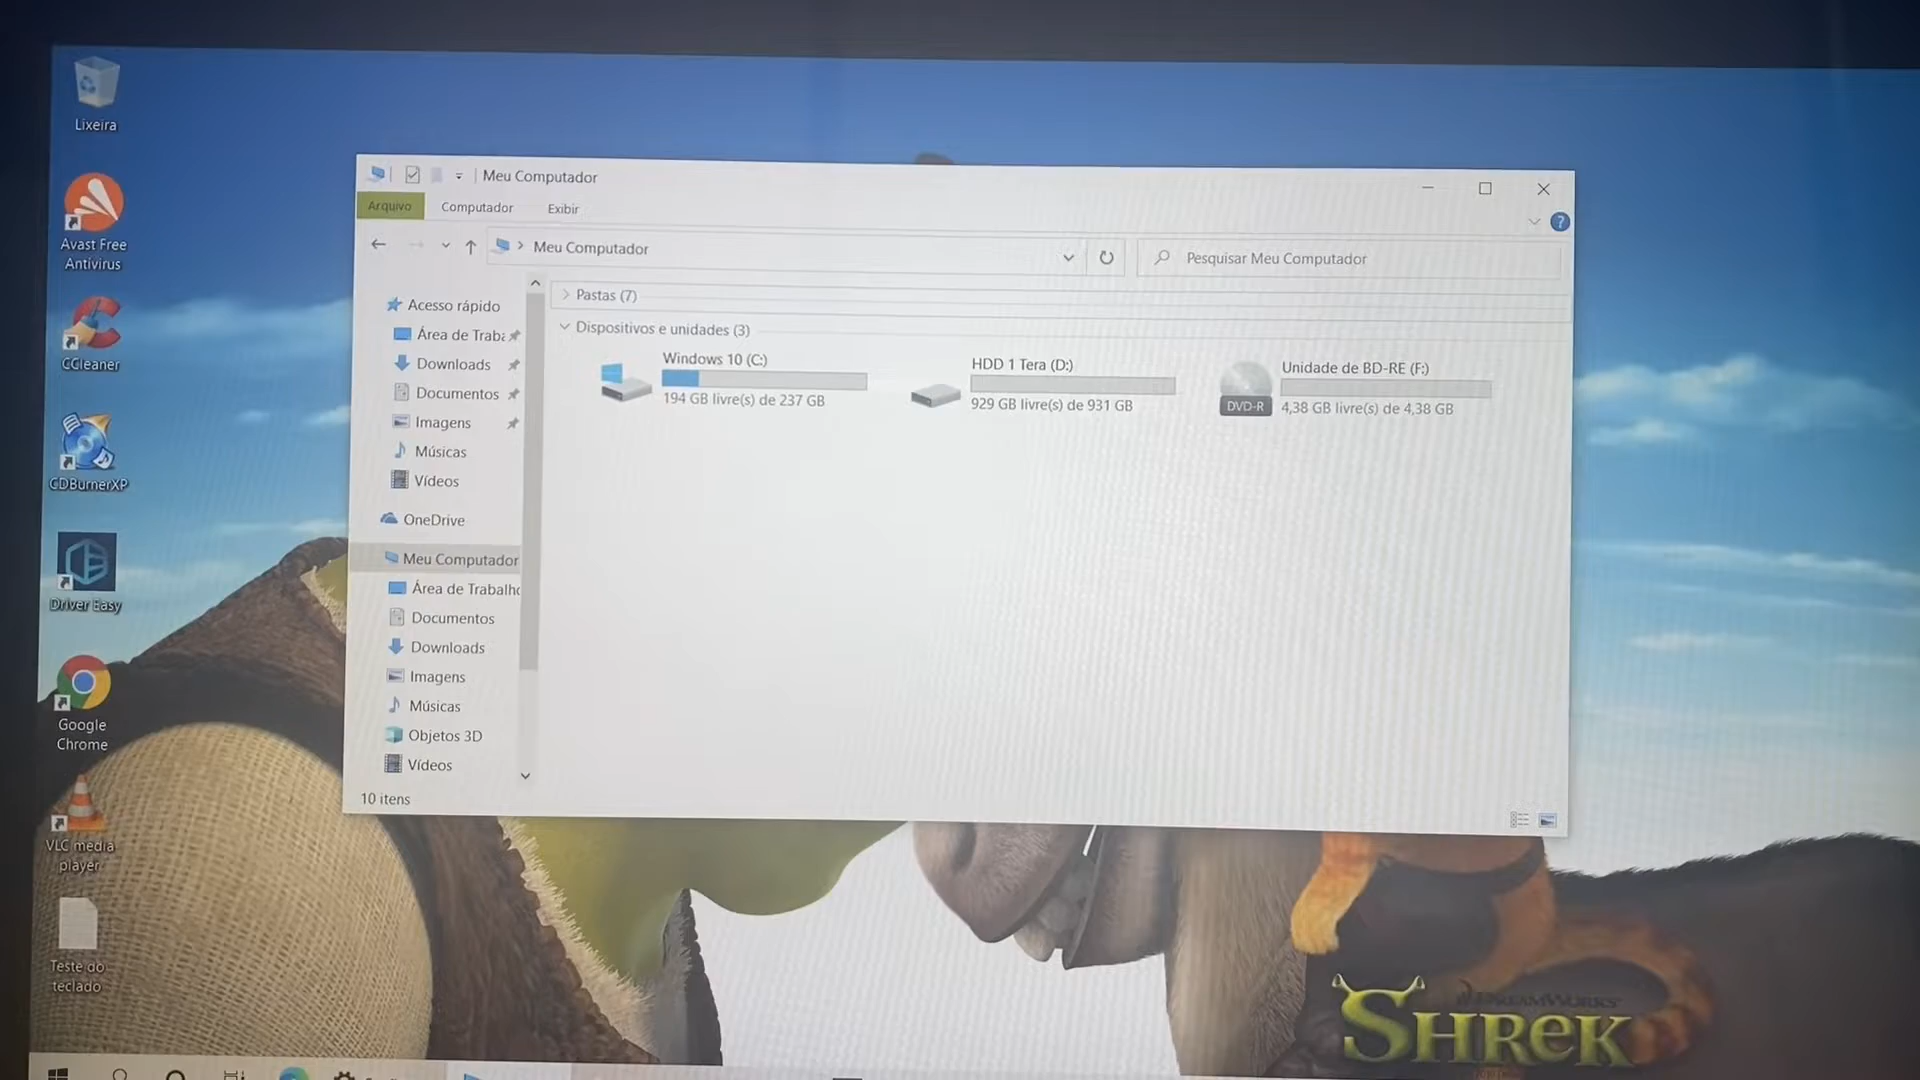 Lixeira
Avast Free
Antivirus
CCleaner
CDBurnerXP
Driver Easy
Google
Chrome
VLC media
player
Teste do
teclado
Meu Computador
Arquivo
Computador
Exibir
Meu Computador
Pesquisar Meu Computador
Acesso rápido
Área de Traba
Downloads
Documentos
Imagens
Músicas
Vídeos
OneDrive
Meu Computador
Área de Trabalho
Documentos
Downloads
Imagens
Músicas
Objetos 3D
Vídeos
10 itens
Pastas (7)
Dispositivos e unidades (3)
Windows 10 (C:)
194 GB livre(s) de 237 GB
HDD 1 Tera (D:)
929 GB livre(s) de 931 GB
Unidade de BD-RE (F:)
DVD-R
4,38 GB livre(s) de 4,38 GB
DREAMWORKS
SHREK